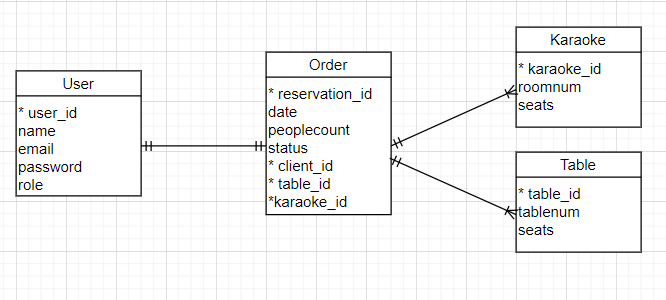 User
* user_id
name
email
password
role
Order
* reservation_id
date
peoplecount
status
* client_id
* table_id
*karaoke_id
Karaoke
* karaoke_id
roomnum
seats
Table
* table_id
tablenum
seats